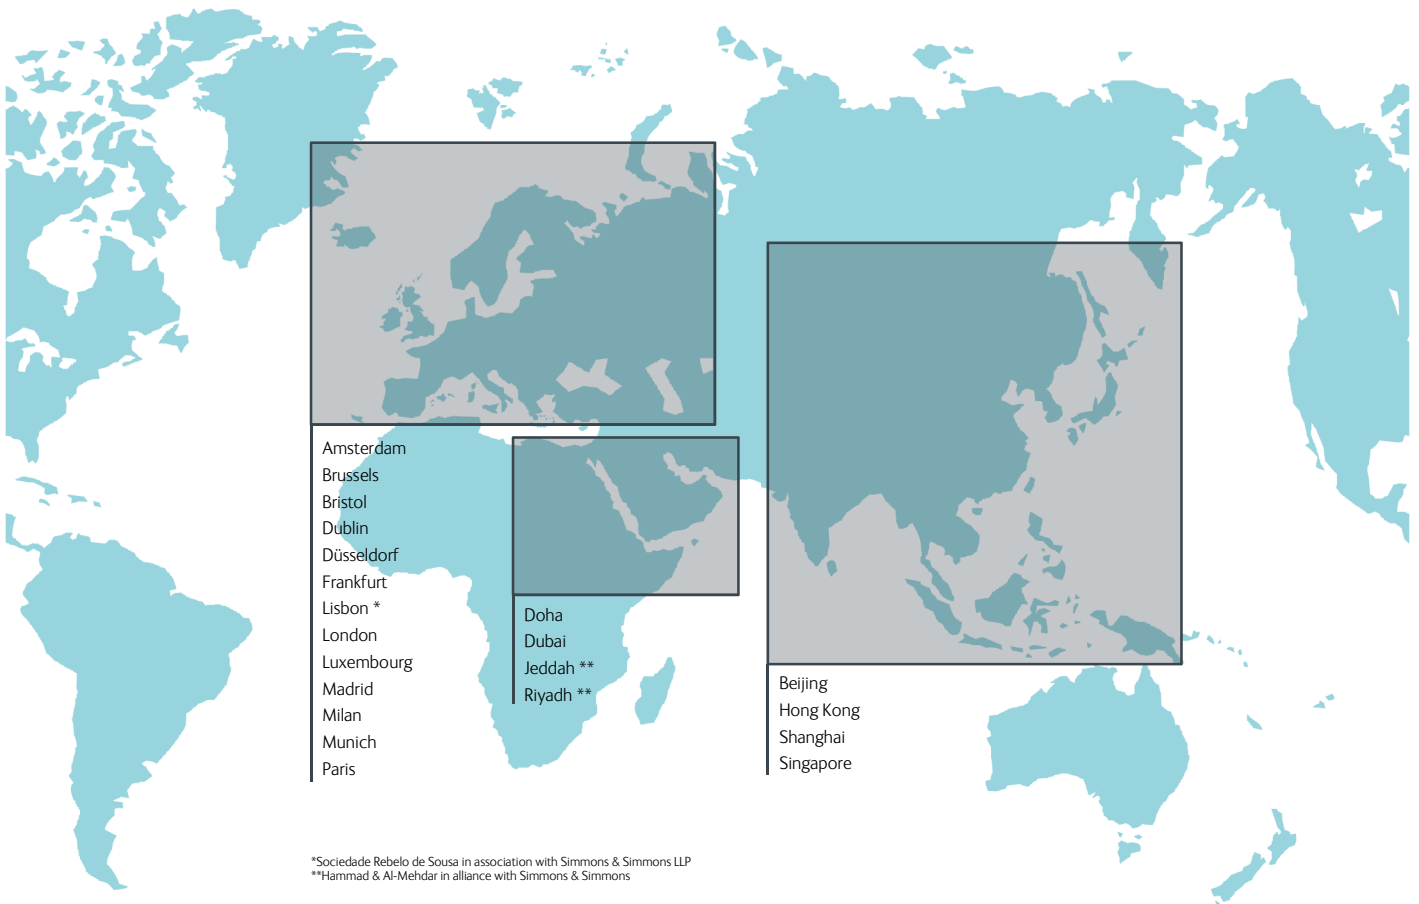 Amsterdam
Brussels
Bristol
Dublin
Düsseldorf
Frankfurt
Lisbon *
London
Luxembourg
Madrid
Milan
Munich
Paris
Doha
Dubai
Jeddah **
Riyadh **
Beijing
Hong Kong
Shanghai
Singapore
*Sociedade Rebelo de Sousa in association with Simmons & Simmons LLP
**Hammad & Al-Mehdar in alliance with Simmons & Simmons